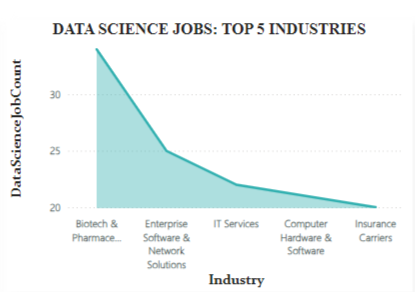 DATA SCIENCE JOBS: TOP 5 INDUSTRIES
DataScienceJobCount
30
25
20
Biotech &
Pharmace...
Enterprise
Software &
Network
Solutions
IT Services
Computer
Hardware &
Software
Insurance
Carriers
Industry